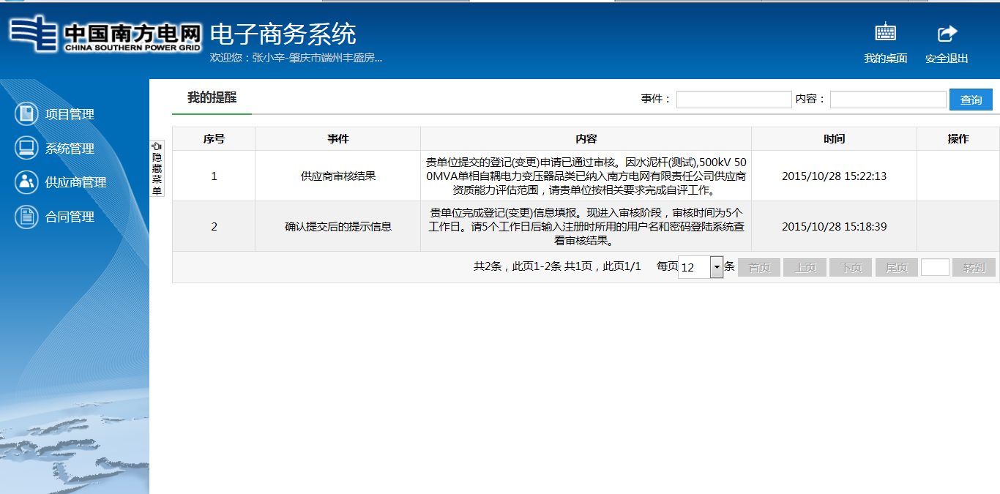 中国南方电网
CHINA SOUTHERN POWER GRID
电子商务系统
欢迎您：张小辛-肇庆市端州丰盛房...
我的桌面
安全退出
项目管理
系统管理
供应商管理
合同管理
隐藏菜单
我的提醒
事件： 内容： 查询
序号 事件 内容 时间 操作
1 供应商审核结果
贵单位提交的登记(变更)申请已通过审核。因水泥杆(测试),500kV 50
0MVA单相自耦电力变压器品类已纳入南方电网有限责任公司供应商
资质能力评估范围，请贵单位按相关要求完成自评工作。
2015/10/28 15:22:13
2 确认提交后的提示信息
贵单位完成登记(变更)信息填报。现进入审核阶段，审核时间为5个
工作日。请5个工作日后输入注册时所用的用户名和密码登陆系统查
看审核结果。
2015/10/28 15:18:39
共2条，此页1-2条 共1页，此页1/1 每页 12 条 首页 上页 下页 尾页 转到